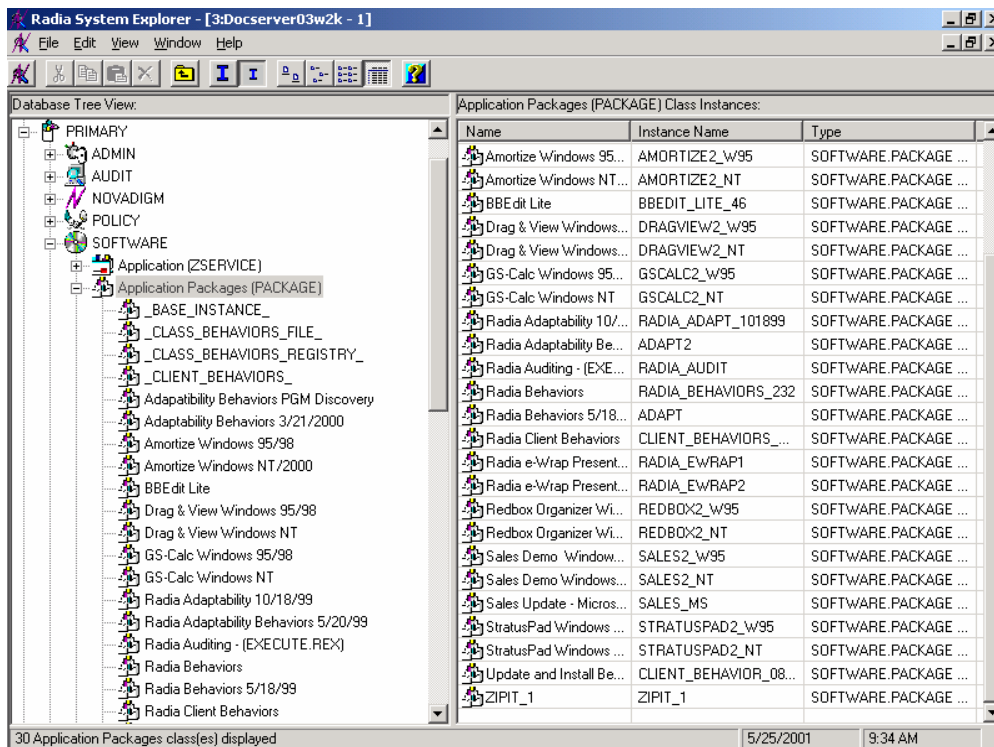 Radia System Explorer - [3:Docserver03w2k - 1]
File Edit View Window Help
Database Tree View:
PRIMARY
ADMIN
AUDIT
NOVADIGM
POLICY
SOFTWARE
Application (ZSERVICE)
Application Packages (PACKAGE)
_BASE_INSTANCE_
_CLASS_BEHAVIORS_FILE_
_CLASS_BEHAVIORS_REGISTRY_
_CLIENT_BEHAVIORS_
Adapatibility Behaviors PGM Discovery
Adaptability Behaviors 3/21/2000
Amortize Windows 95/98
Amortize Windows NT/2000
BBEdit Lite
Drag & View Windows 95/98
Drag & View Windows NT
GS-Calc Windows 95/98
GS-Calc Windows NT
Radia Adaptability 10/18/99
Radia Adaptability Behaviors 5/20/99
Radia Auditing - (EXECUTE.REX)
Radia Behaviors
Radia Behaviors 5/18/99
Radia Client Behaviors
Application Packages (PACKAGE) Class Instances:
Name Instance Name Type
Amortize Windows 95... AMORTIZE2_W95 SOFTWARE.PACKAGE ...
Amortize Windows NT... AMORTIZE2_NT SOFTWARE.PACKAGE ...
BBEdit Lite BBEDIT_LITE_46 SOFTWARE.PACKAGE ...
Drag & View Windows... DRAGVIEW2_W95 SOFTWARE.PACKAGE ...
Drag & View Windows... DRAGVIEW2_NT SOFTWARE.PACKAGE ...
GS-Calc Windows 95... GSCALC2_W95 SOFTWARE.PACKAGE ...
GS-Calc Windows NT GSCALC2_NT SOFTWARE.PACKAGE ...
Radia Adaptability 10/... RADIA_ADAPT_101899 SOFTWARE.PACKAGE ...
Radia Adaptability Be... ADAPT2 SOFTWARE.PACKAGE ...
Radia Auditing - (EXE... RADIA_AUDIT SOFTWARE.PACKAGE ...
Radia Behaviors RADIA_BEHAVIORS_232 SOFTWARE.PACKAGE ...
Radia Behaviors 5/18... ADAPT SOFTWARE.PACKAGE ...
Radia Client Behaviors CLIENT_BEHAVIORS_... SOFTWARE.PACKAGE ...
Radia e-Wrap Present... RADIA_EWRAP1 SOFTWARE.PACKAGE ...
Radia e-Wrap Present... RADIA_EWRAP2 SOFTWARE.PACKAGE ...
Redbox Organizer Wi... REDBOX2_W95 SOFTWARE.PACKAGE ...
Redbox Organizer Wi... REDBOX2_NT SOFTWARE.PACKAGE ...
Sales Demo Window... SALES2_W95 SOFTWARE.PACKAGE ...
Sales Demo Windows... SALES2_NT SOFTWARE.PACKAGE ...
Sales Update - Micros... SALES_MS SOFTWARE.PACKAGE ...
StratusPad Windows ... STRATUSPAD2_W95 SOFTWARE.PACKAGE ...
StratusPad Windows ... STRATUSPAD2_NT SOFTWARE.PACKAGE ...
Update and Install Be... CLIENT_BEHAVIOR_08... SOFTWARE.PACKAGE ...
ZIPIT_1 ZIPIT_1 SOFTWARE.PACKAGE ...
30 Application Packages class(es) displayed 5/25/2001 9:34 AM